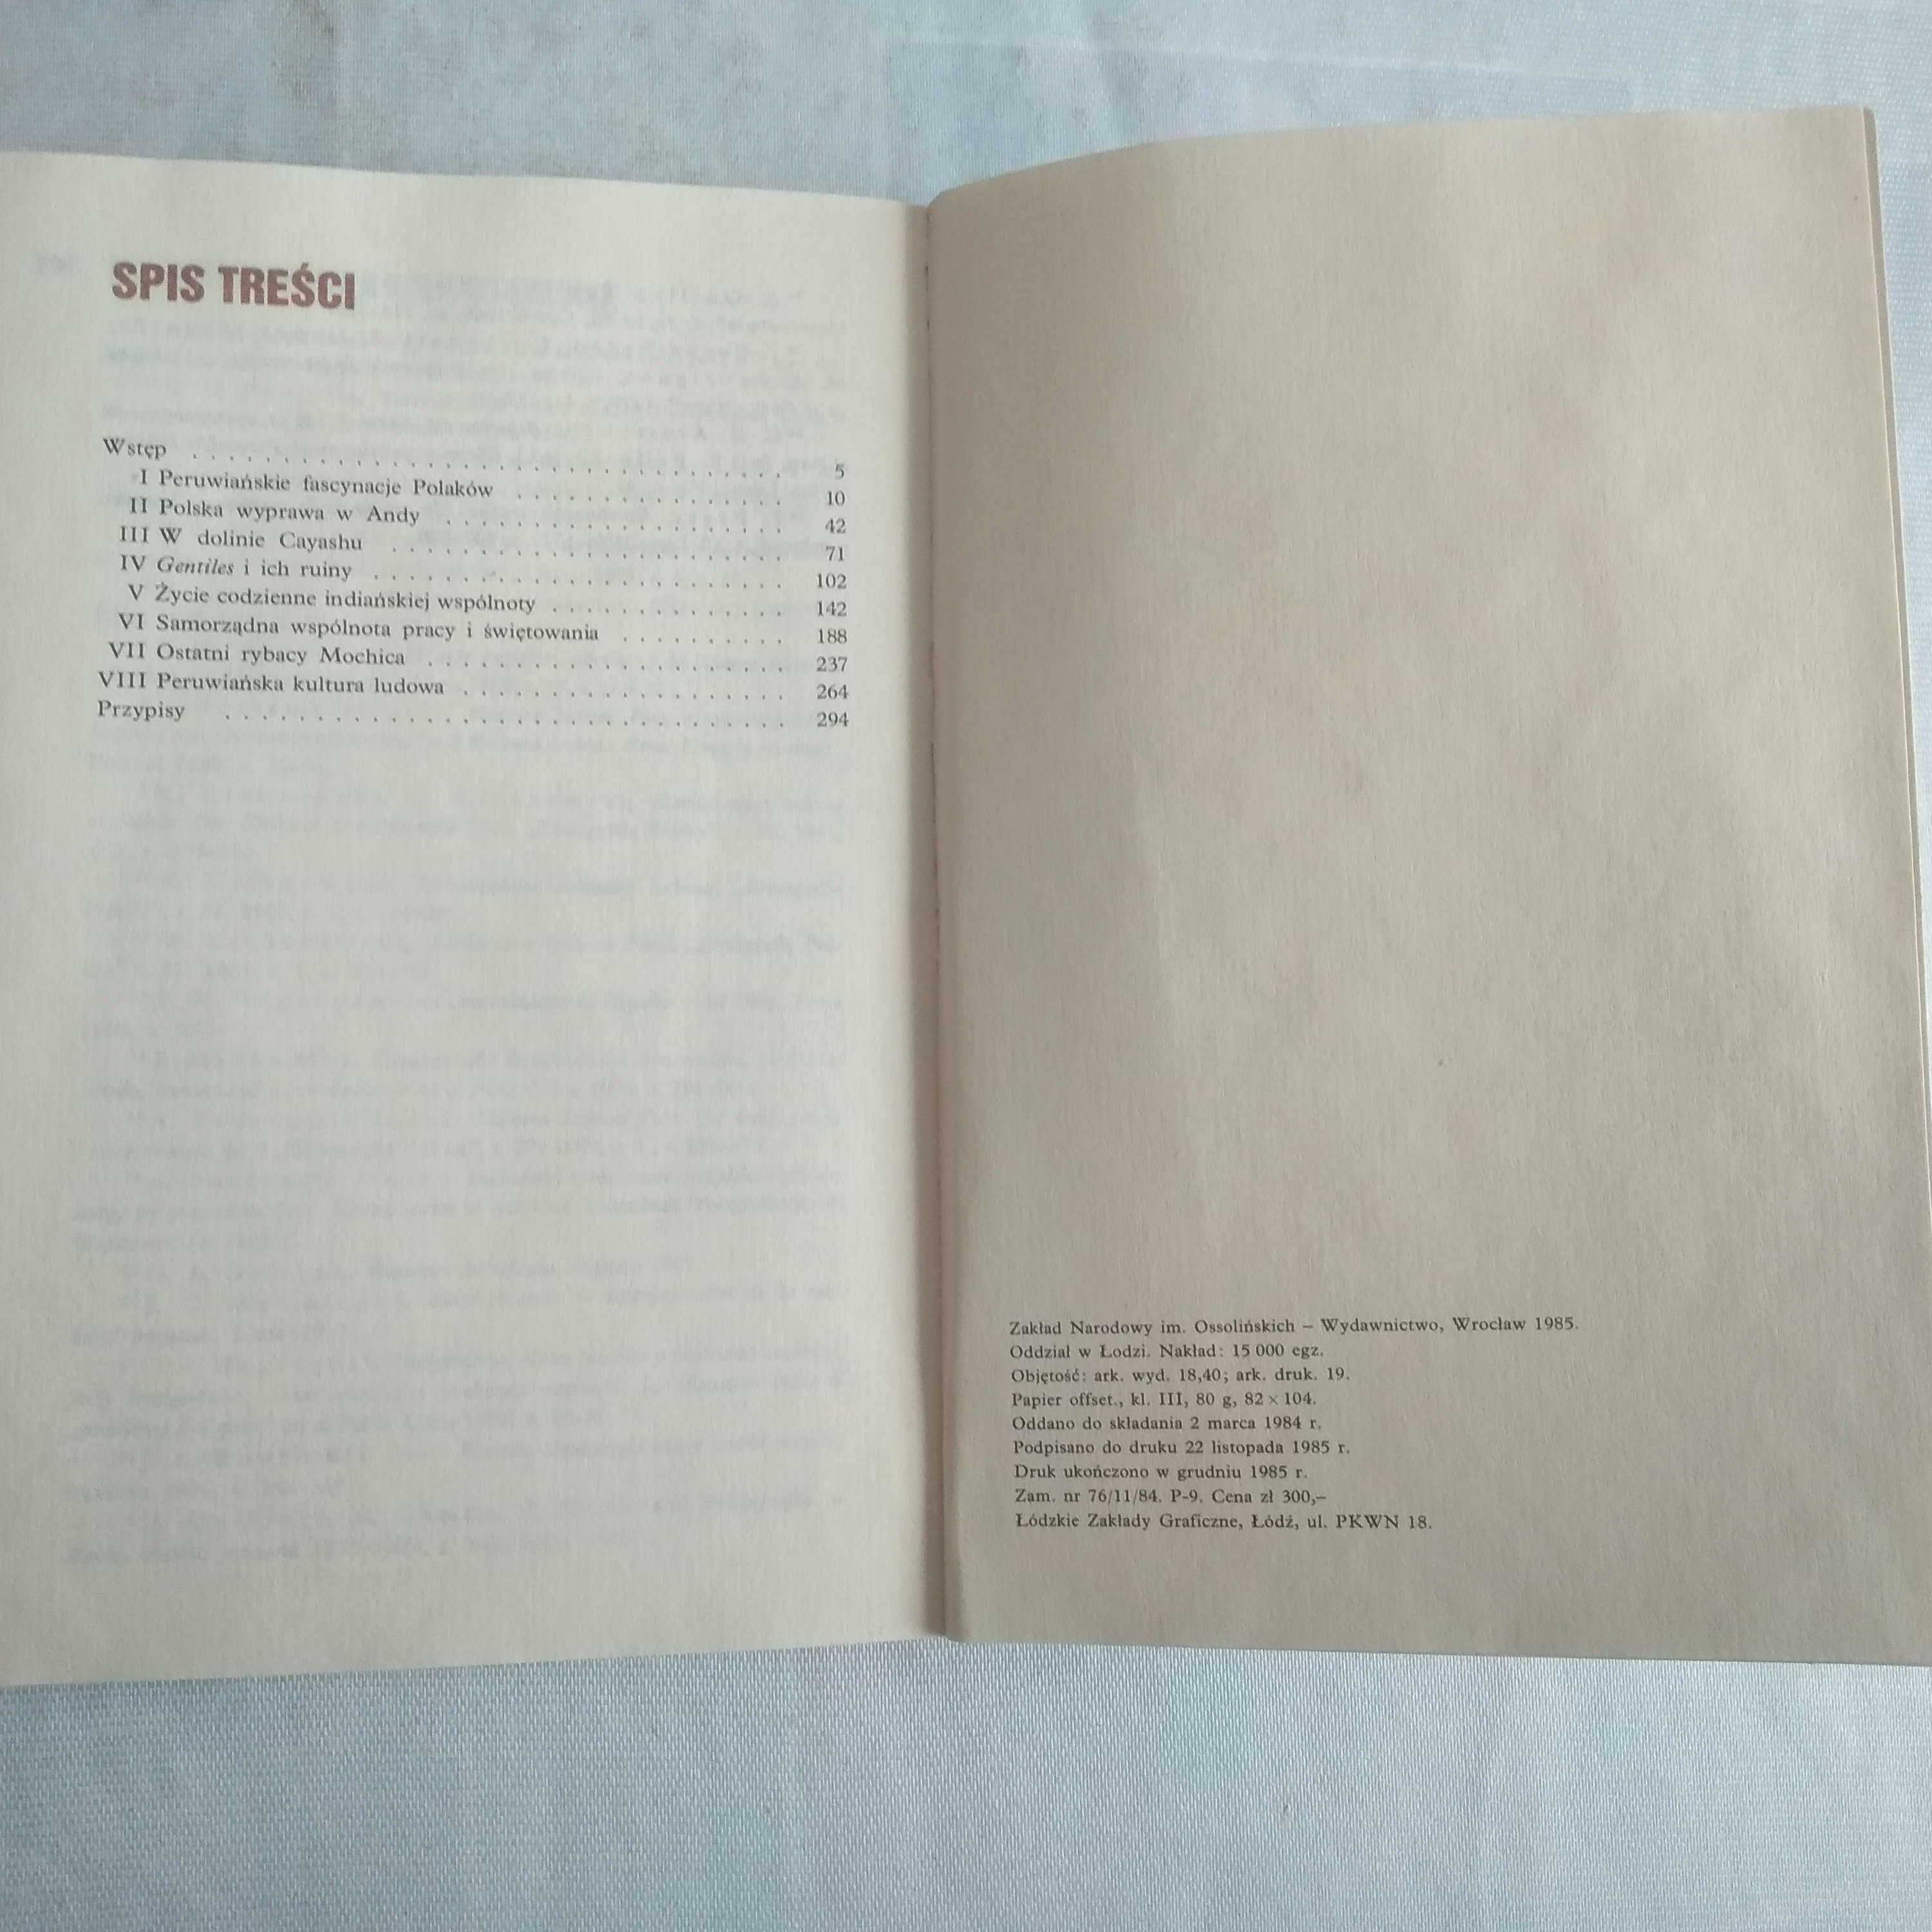 SPIS TREŚCI
Wstęp . . . . . . . . . . . . . . . . . . . . . . . . . . . . . . . . 5
I Peruwiańskie fascynacje Polaków . . . . . . . . . . . . . . . . 10
II Polska wyprawa w Andy . . . . . . . . . . . . . . . . . . . . 42
III W dolinie Cayashu . . . . . . . . . . . . . . . . . . . . . . . 71
IV Gentiles i ich ruiny . . . . . . . . . . . . . . . . . . . . . . . . 102
V Życie codzienne indiańskiej wspólnoty . . . . . . . . . . . . . . 142
VI Samorządna wspólnota pracy i świętowania . . . . . . . . . . 188
VII Ostatni rybacy Mochica . . . . . . . . . . . . . . . . . . . . . 237
VIII Peruwiańska kultura ludowa . . . . . . . . . . . . . . . . . . . 264
Przypisy . . . . . . . . . . . . . . . . . . . . . . . . . . . . . . . . 294
Zakład Narodowy im. Ossolińskich – Wydawnictwo, Wrocław 1985.
Oddział w Łodzi. Nakład: 15 000 egz.
Objętość: ark. wyd. 18,40; ark. druk. 19.
Papier offset., kl. III, 80 g, 82 × 104.
Oddano do składania 2 marca 1984 r.
Podpisano do druku 22 listopada 1985 r.
Druk ukończono w grudniu 1985 r.
Zam. nr 76/11/84. P-9. Cena zł 300,–
Łódzkie Zakłady Graficzne, Łódź, ul. PKWN 18.